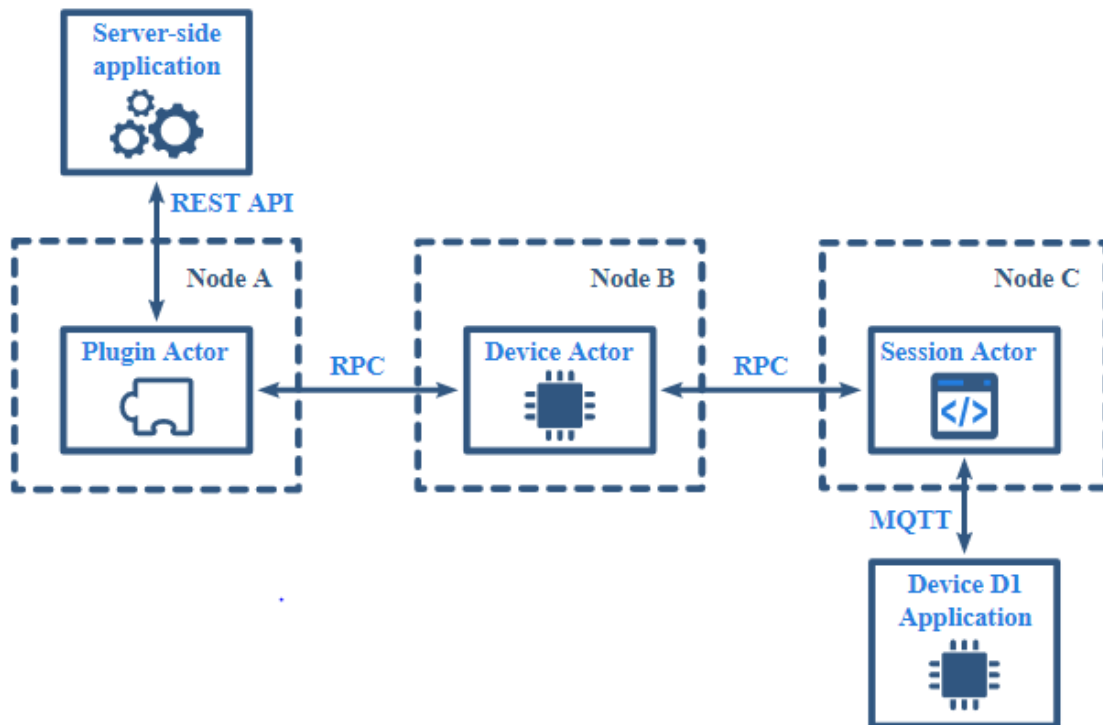 Server-side
application
REST API
Node A
Node B
Node C
Plugin Actor
RPC
Device Actor
RPC
Session Actor
</>
MQTT
Device D1
Application